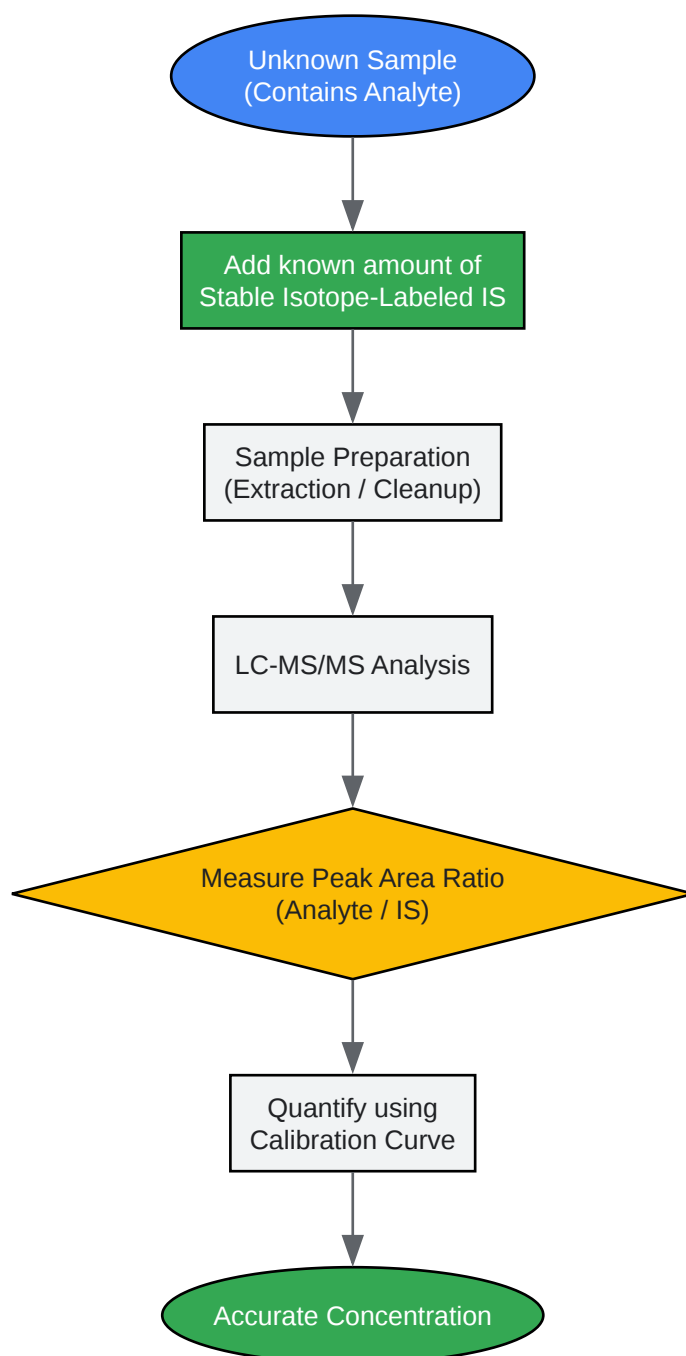 Unknown Sample
(Contains Analyte)
Add known amount of
Stable Isotope-Labeled IS
Sample Preparation
(Extraction / Cleanup)
LC-MS/MS Analysis
Measure Peak Area Ratio
(Analyte / IS)
Quantify using
Calibration Curve
Accurate Concentration